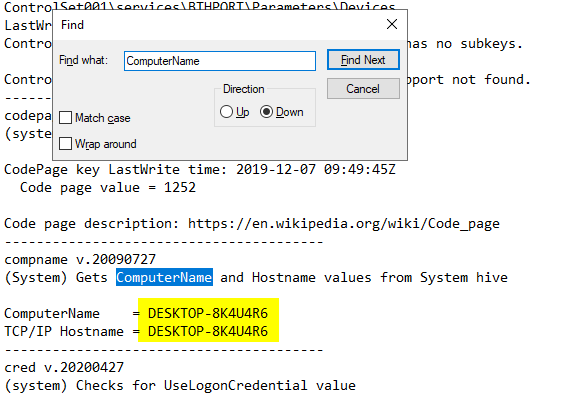 ControlSet001\services\BTHPORT\Parameters\Devices
LastWr
Contro
has no subkeys.
Contro
pport not found.
Find
Find what:
ComputerName
Find Next
Cancel
Direction
Up
Down
Match case
Wrap around
-----
codepa
(syste
CodePage key LastWrite time: 2019-12-07 09:49:45Z
Code page value = 1252
Code page description: https://en.wikipedia.org/wiki/Code_page
----------------------------------------
compname v.20090727
(System) Gets ComputerName and Hostname values from System hive
ComputerName    = DESKTOP-8K4U4R6
TCP/IP Hostname = DESKTOP-8K4U4R6
----------------------------------------
cred v.20200427
(system) Checks for UseLogonCredential value